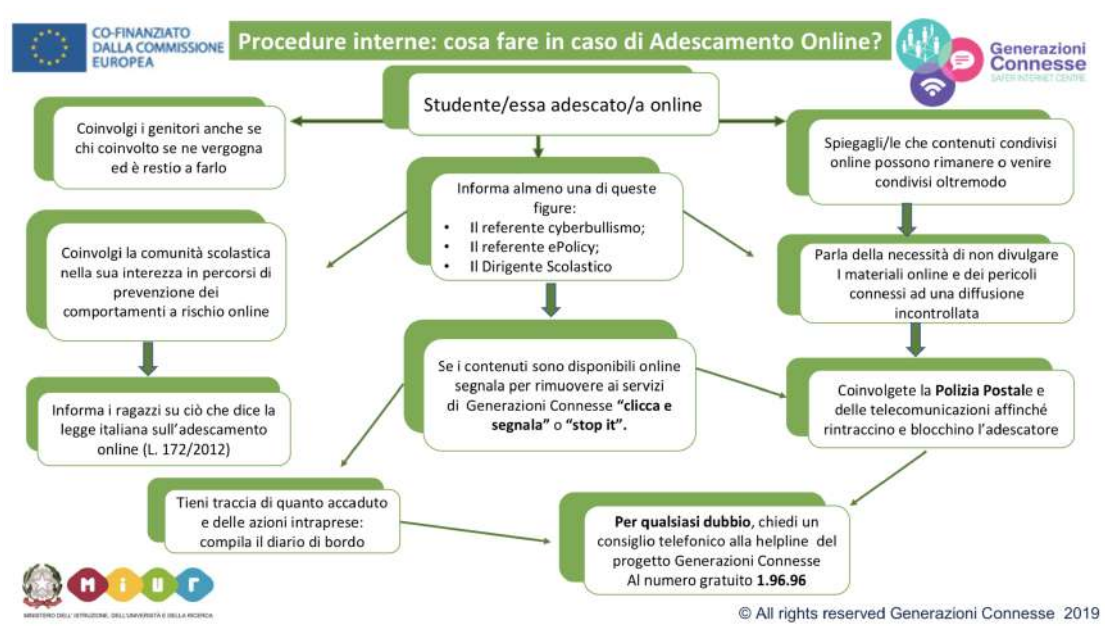 CO-FINANZIATO
DALLA COMMISSIONE
EUROPEA
Procedure interne: cosa fare in caso di Adescamento Online?
Generazioni
Connesse
SAFER INTERNET CENTRE
Studente/essa adescato/a online
Coinvolgi i genitori anche se
chi coinvolto se ne vergogna
ed è restio a farlo
Informa almeno una di queste
figure:
• Il referente cyberbullismo;
• Il referente ePolicy;
• Il Dirigente Scolastico
Spiegagli/le che contenuti condivisi
online possono rimanere o venire
condivisi oltremodo
Coinvolgi la comunità scolastica
nella sua interezza in percorsi di
prevenzione dei
comportamenti a rischio online
Parla della necessità di non divulgare
I materiali online e dei pericoli
connessi ad una diffusione
incontrollata
Se i contenuti sono disponibili online
segnala per rimuovere ai servizi
di Generazioni Connesse “clicca e
segnala” o “stop it”.
Informa i ragazzi su ciò che dice la
legge italiana sull’adescamento
online (L. 172/2012)
Coinvolgete la Polizia Postale e
delle telecomunicazioni affinché
rintraccino e blocchino l’adescatore
Tieni traccia di quanto accaduto
e delle azioni intraprese:
compila il diario di bordo
Per qualsiasi dubbio, chiedi un
consiglio telefonico alla helpline del
progetto Generazioni Connesse
Al numero gratuito 1.96.96
Miur
MINISTERO DELL' ISTRUZIONE, DELL'UNIVERSITÀ E DELLA RICERCA
© All rights reserved Generazioni Connesse 2019